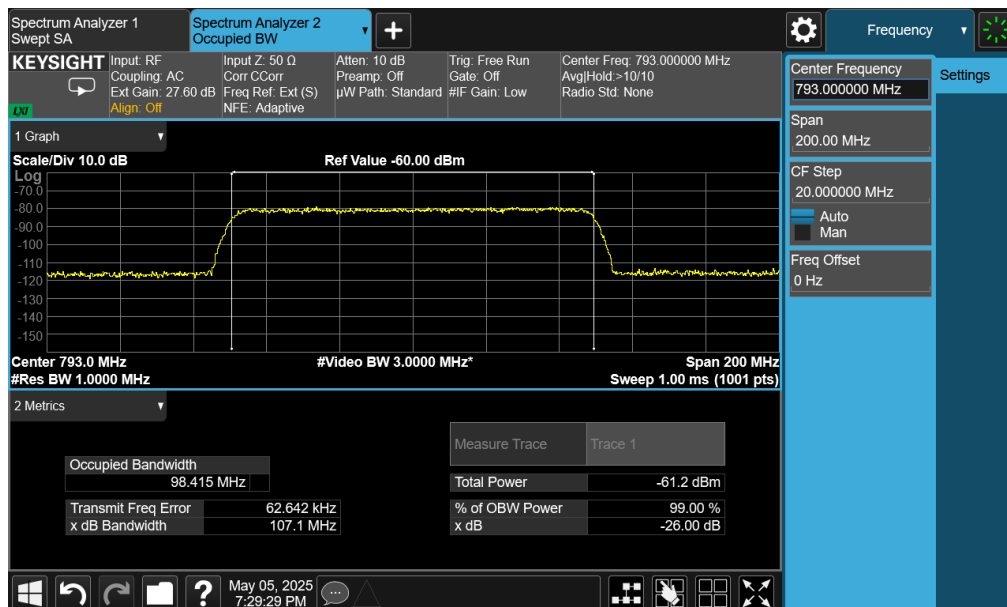 Spectrum Analyzer 1
Swept SA
Spectrum Analyzer 2
Occupied BW
Frequency
KEYSIGHT
LXI
Input: RF
Coupling: AC
Ext Gain: 27.60 dB
Align: Off
Input Z: 50 Ω
Corr CCorr
Freq Ref: Ext (S)
NFE: Adaptive
Atten: 10 dB
Preamp: Off
µW Path: Standard
Trig: Free Run
Gate: Off
#IF Gain: Low
Center Freq: 793.000000 MHz
Avg|Hold:>10/10
Radio Std: None
Center Frequency
793.000000 MHz
Settings
Span
200.00 MHz
CF Step
20.000000 MHz
Auto
Man
Freq Offset
0 Hz
1 Graph
Scale/Div 10.0 dB
Ref Value -60.00 dBm
Log
-70.0
-80.0
-90.0
-100
-110
-120
-130
-140
-150
Center 793.0 MHz
#Video BW 3.0000 MHz*
Span 200 MHz
#Res BW 1.0000 MHz
Sweep 1.00 ms (1001 pts)
2 Metrics
Measure Trace
Trace 1
Occupied Bandwidth
98.415 MHz
Total Power
-61.2 dBm
Transmit Freq Error
62.642 kHz
% of OBW Power
99.00 %
x dB Bandwidth
107.1 MHz
x dB
-26.00 dB
?
May 05, 2025
7:29:29 PM